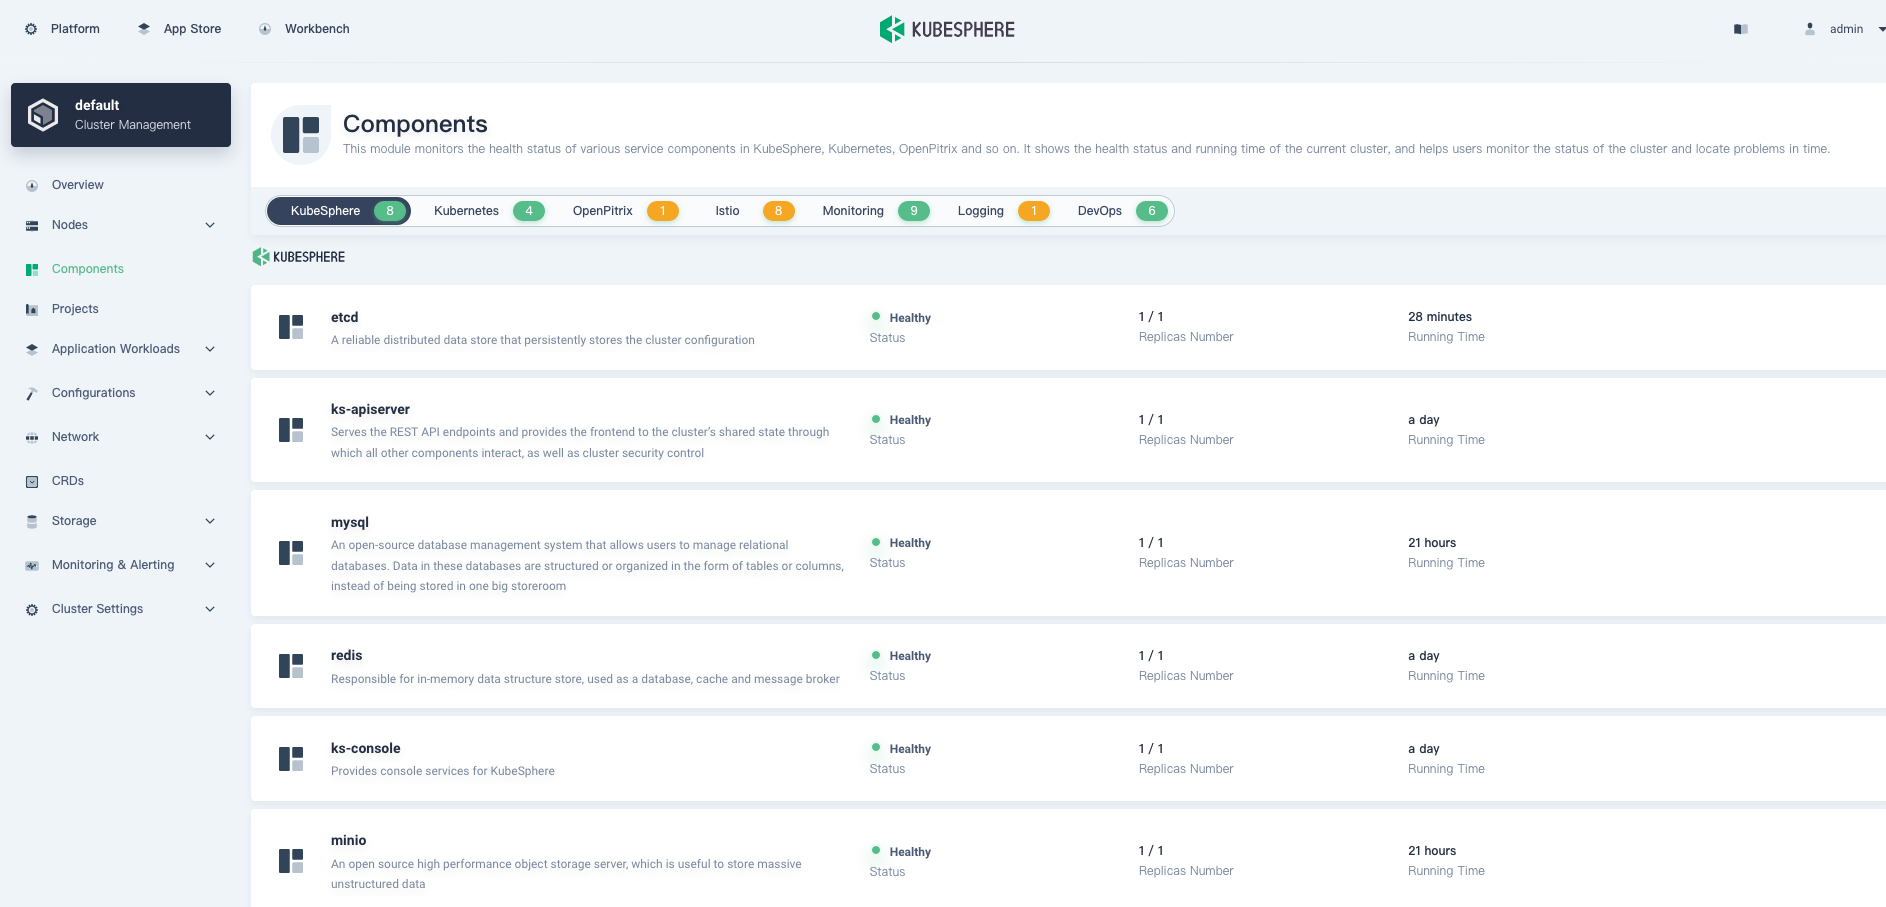 Platform
App Store
Workbench
KUBESPHERE
admin
default
Cluster Management
Overview
Nodes
Components
Projects
Application Workloads
Configurations
Network
CRDs
Storage
Monitoring & Alerting
Cluster Settings
Components
This module monitors the health status of various service components in KubeSphere, Kubernetes, OpenPitrix and so on. It shows the health status and running time of the current cluster, and helps users monitor the status of the cluster and locate problems in time.
KubeSphere 8 Kubernetes 4 OpenPitrix 1 Istio 8 Monitoring 9 Logging 1 DevOps 6
KUBESPHERE
etcd
A reliable distributed data store that persistently stores the cluster configuration
Healthy
Status
1 / 1
Replicas Number
28 minutes
Running Time
ks-apiserver
Serves the REST API endpoints and provides the frontend to the cluster's shared state through
which all other components interact, as well as cluster security control
Healthy
Status
1 / 1
Replicas Number
a day
Running Time
mysql
An open-source database management system that allows users to manage relational
databases. Data in these databases are structured or organized in the form of tables or columns,
instead of being stored in one big storeroom
Healthy
Status
1 / 1
Replicas Number
21 hours
Running Time
redis
Responsible for in-memory data structure store, used as a database, cache and message broker
Healthy
Status
1 / 1
Replicas Number
a day
Running Time
ks-console
Provides console services for KubeSphere
Healthy
Status
1 / 1
Replicas Number
a day
Running Time
minio
An open source high performance object storage server, which is useful to store massive
unstructured data
Healthy
Status
1 / 1
Replicas Number
21 hours
Running Time